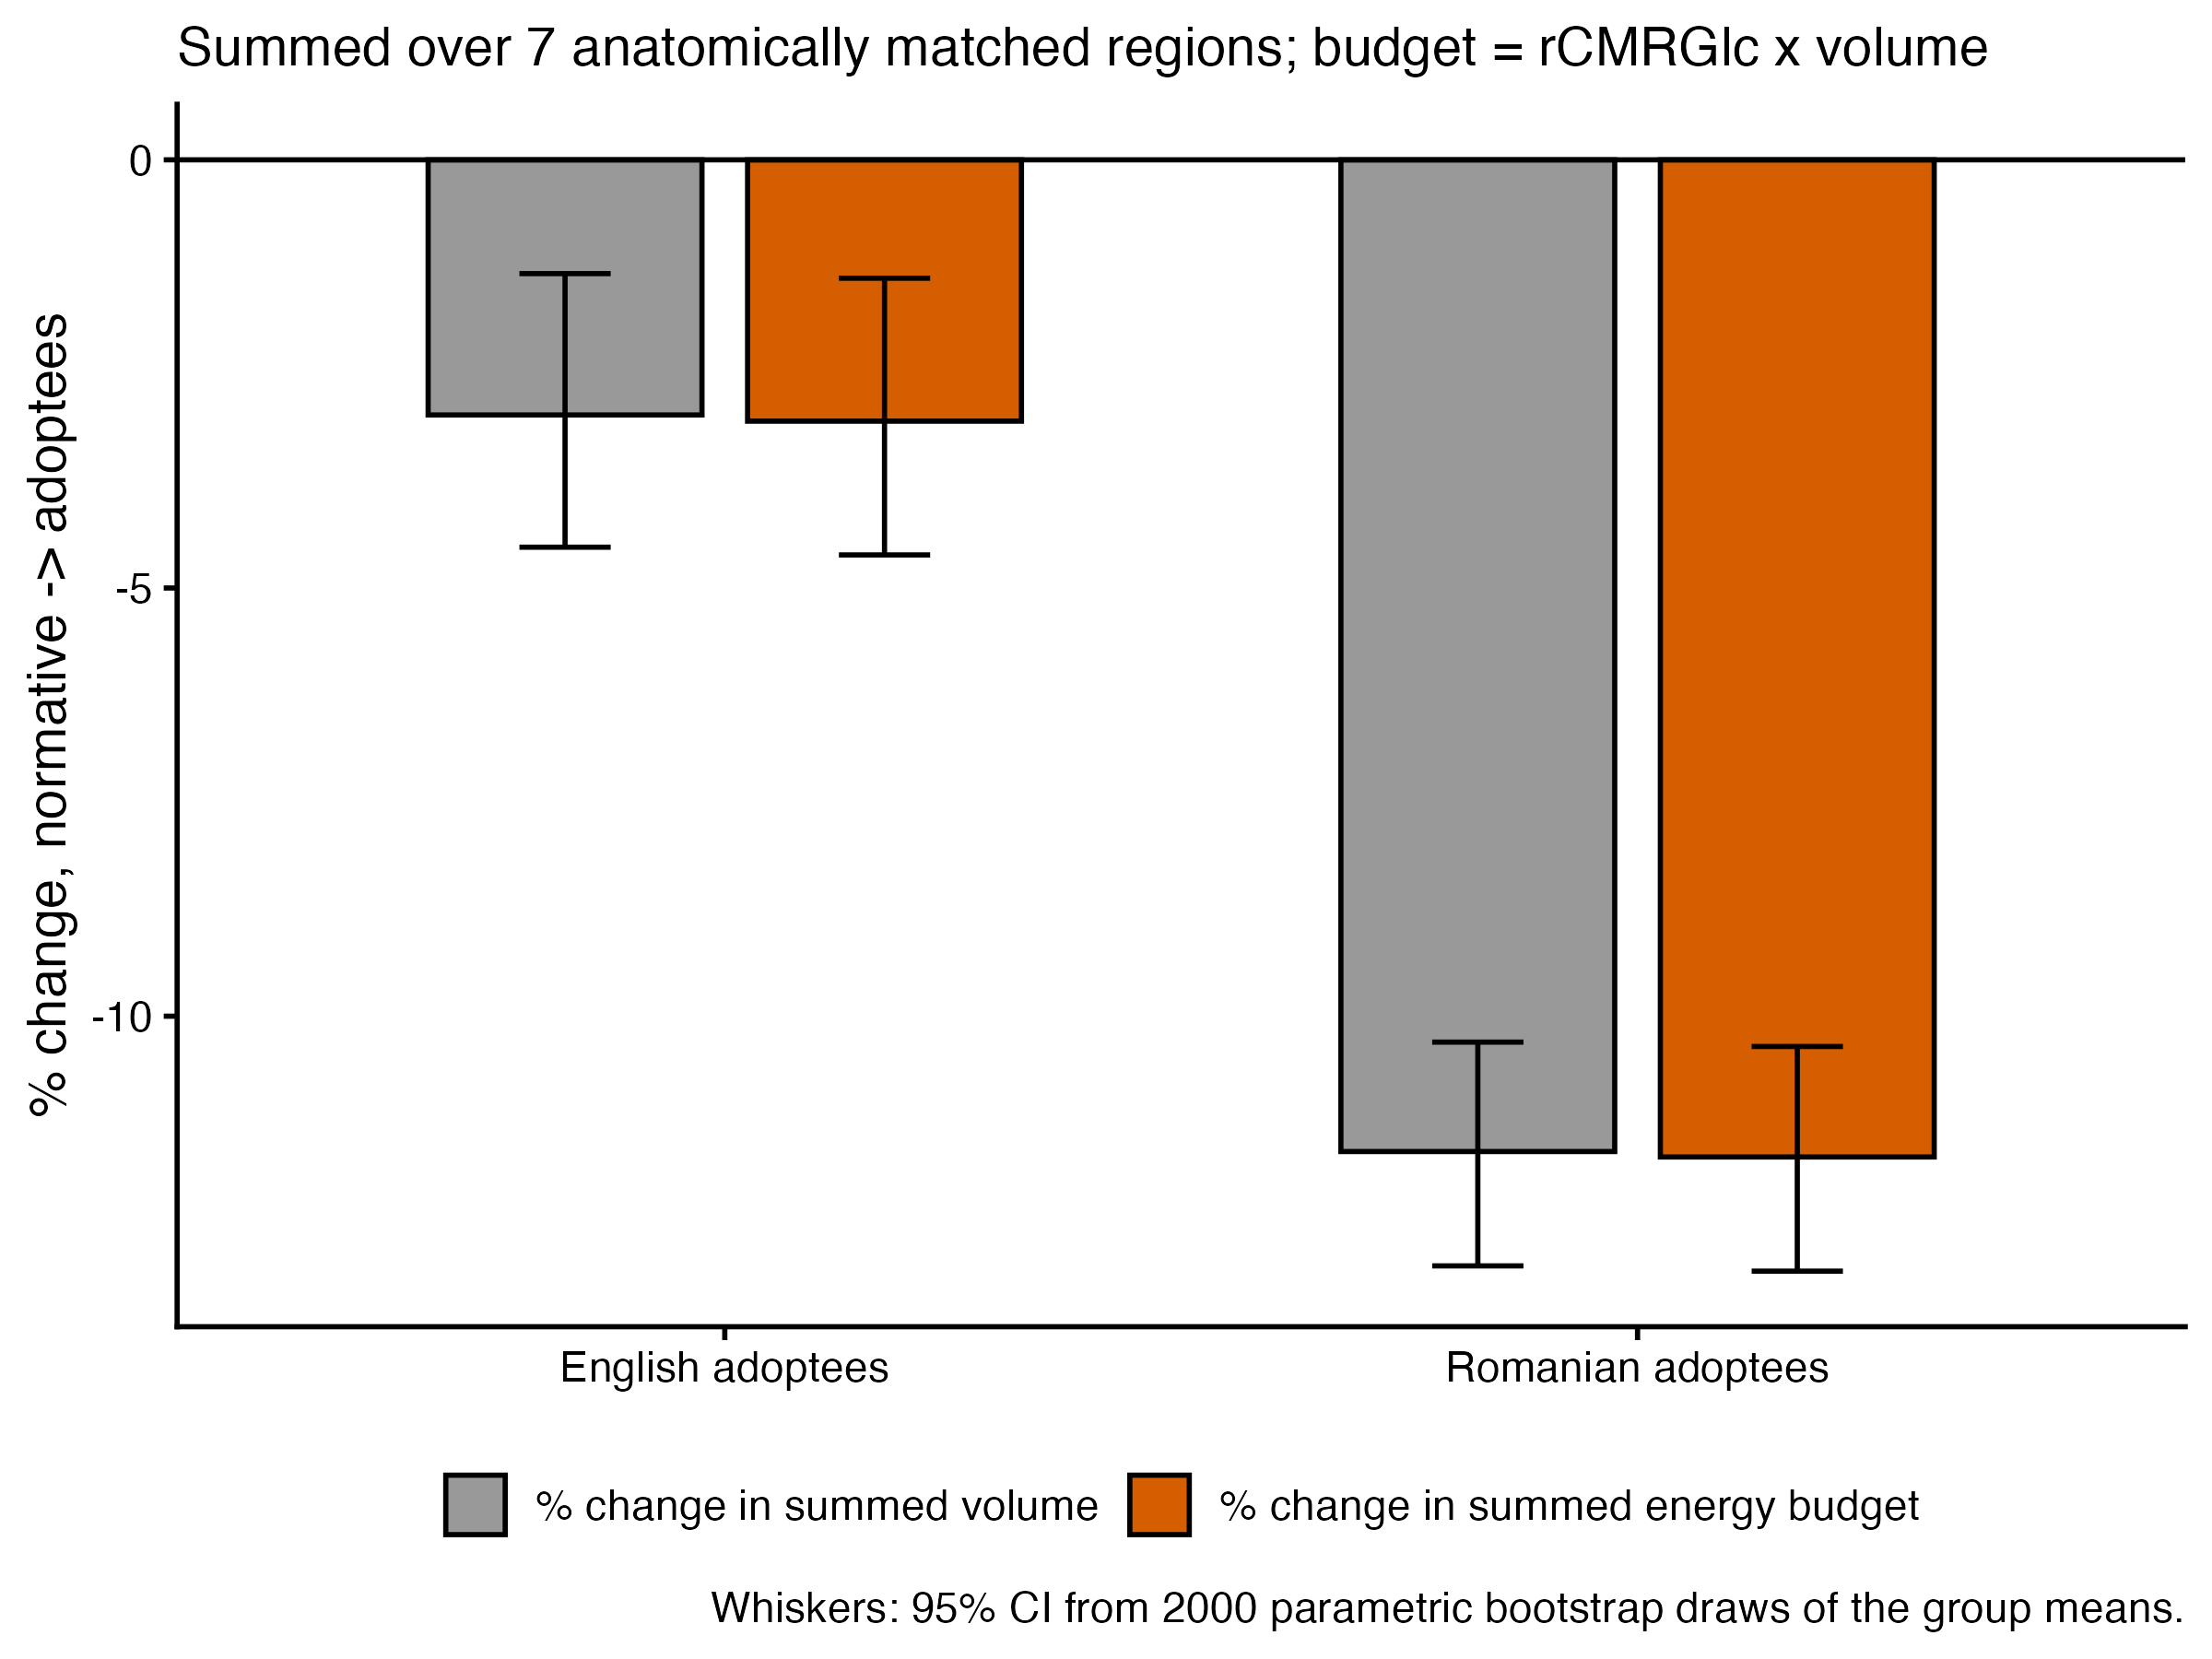 Summed over 7 anatomically matched regions; budget = rCMRGlc x volume
% change, normative -> adoptees
0
-5
-10
English adoptees
Romanian adoptees
% change in summed volume
% change in summed energy budget
Whiskers: 95% CI from 2000 parametric bootstrap draws of the group means.